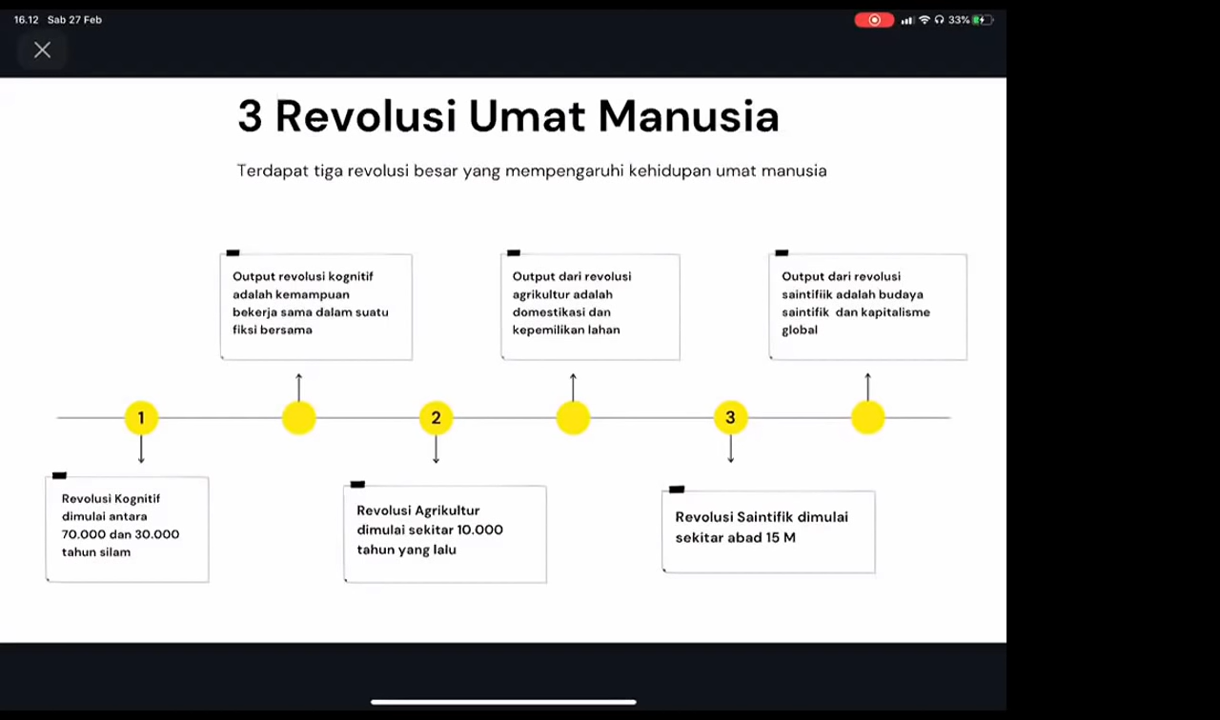 16.12 Sab 27 Feb
33%
3 Revolusi Umat Manusia
Terdapat tiga revolusi besar yang mempengaruhi kehidupan umat manusia
Output revolusi kognitif
adalah kemampuan
bekerja sama dalam suatu
fiksi bersama
Output dari revolusi
agrikultur adalah
domestikasi dan
kepemilikan lahan
Output dari revolusi
saintifiik adalah budaya
saintifik dan kapitalisme
global
1
2
3
Revolusi Kognitif
dimulai antara
70.000 dan 30.000
tahun silam
Revolusi Agrikultur
dimulai sekitar 10.000
tahun yang lalu
Revolusi Saintifik dimulai
sekitar abad 15 M